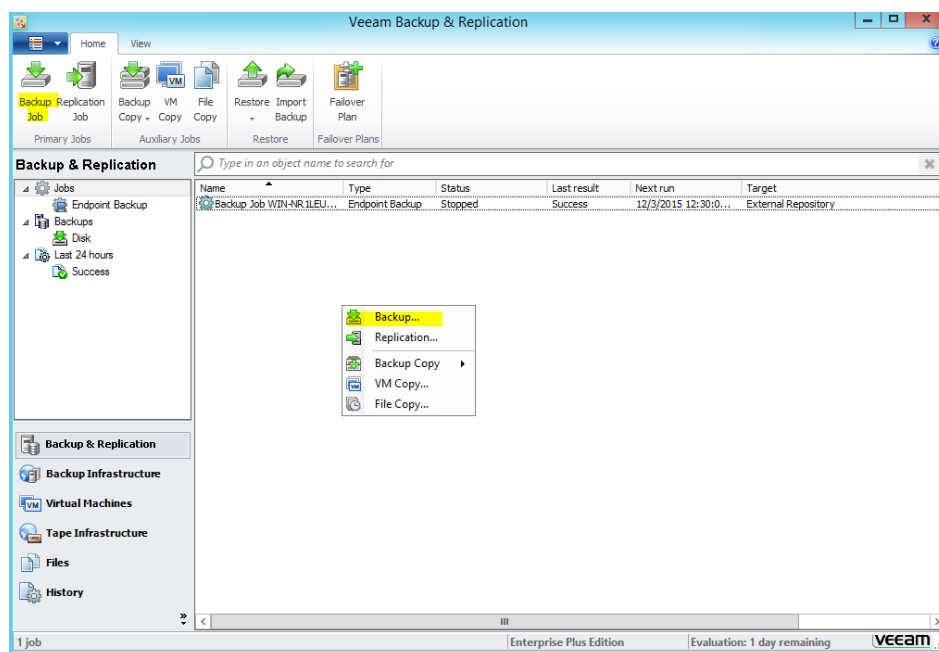 Veeam Backup & Replication
Home View
Backup Job
Replication Job
Backup Copy
VM Copy
File Copy
Restore
Import Backup
Failover Plan
Primary Jobs
Auxiliary Jobs
Restore
Failover Plans
Backup & Replication
Type in an object name to search for
Jobs
Endpoint Backup
Backups
Disk
Last 24 hours
Success
Name Type Status Last result Next run Target
Backup Job WIN-NR1LEU... Endpoint Backup Stopped Success 12/3/2015 12:30:0... External Repository
Backup...
Replication...
Backup Copy
VM Copy...
File Copy...
Backup & Replication
Backup Infrastructure
Virtual Machines
Tape Infrastructure
Files
History
1 job
Enterprise Plus Edition
Evaluation: 1 day remaining
veeam